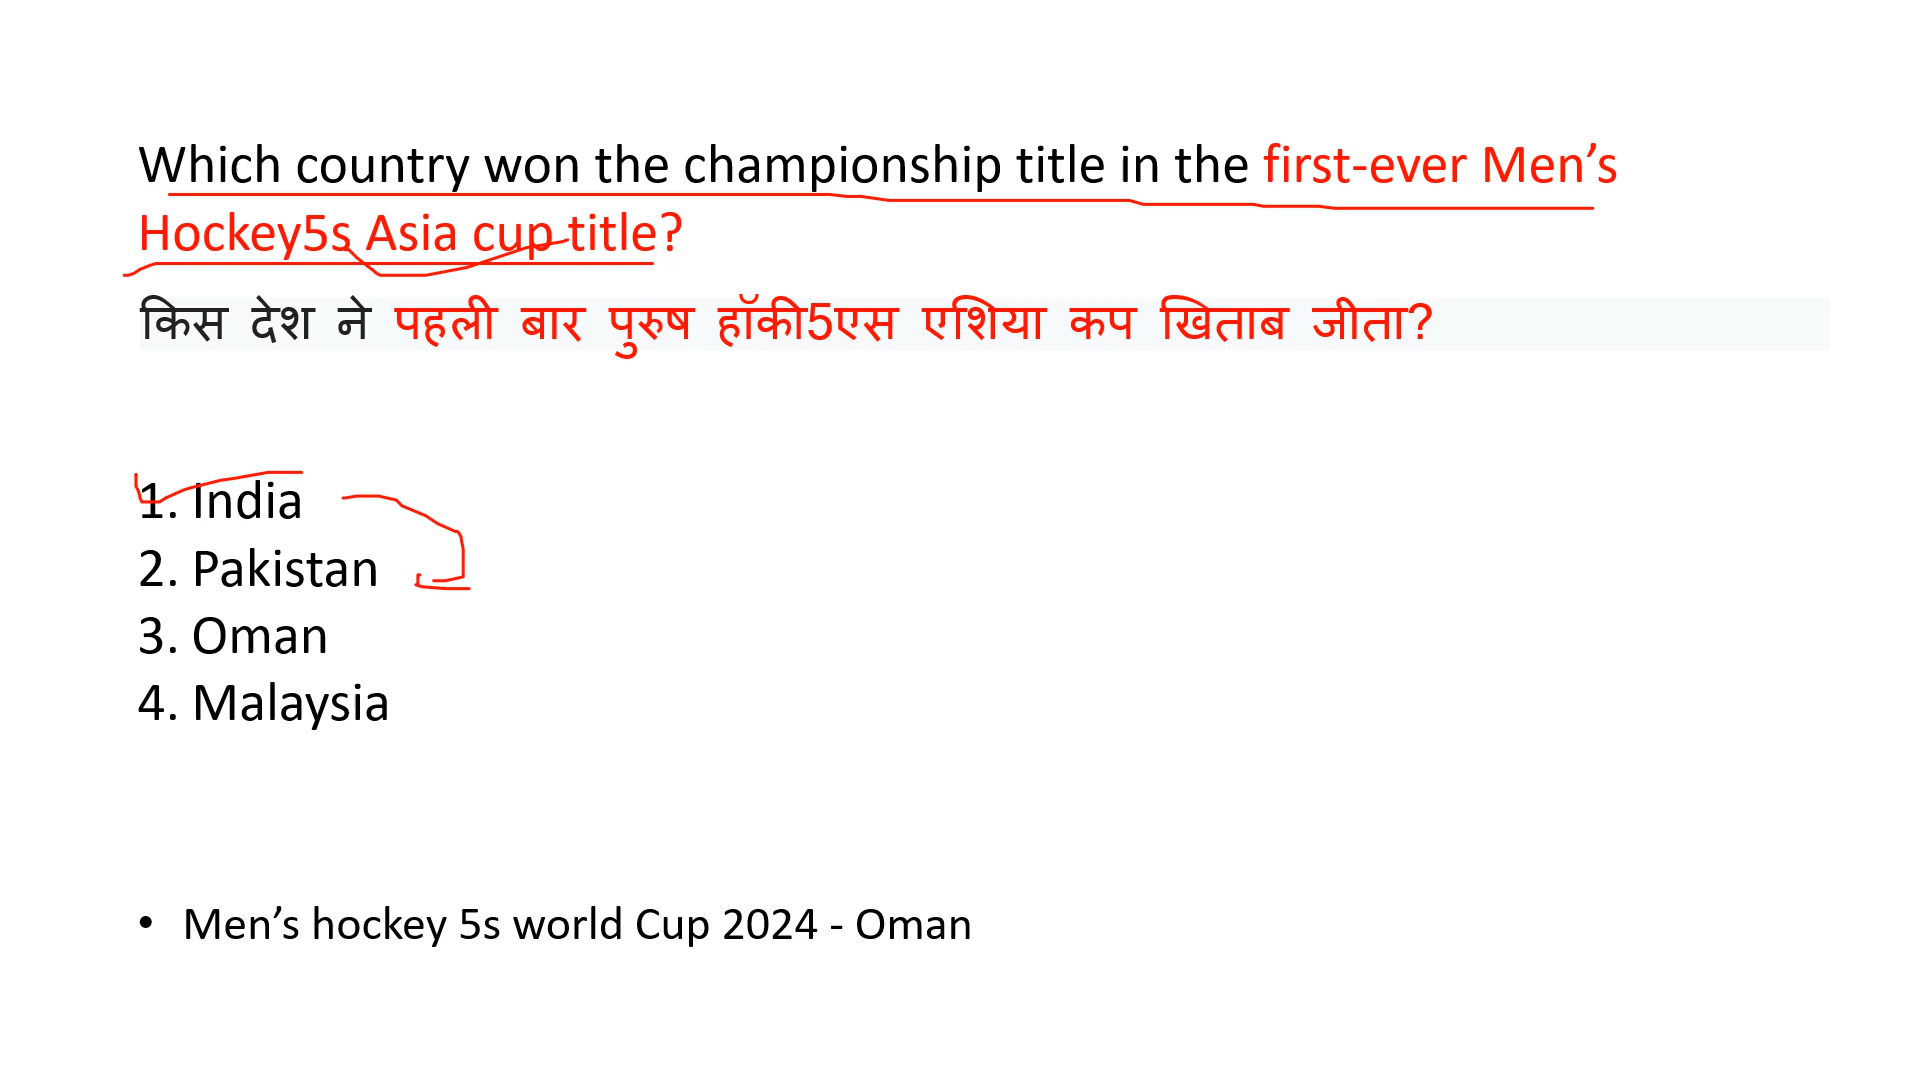 Which country won the championship title in the first-ever Men’s
Hockey5s Asia cup title?
किस देश ने पहली बार पुरुष हॉकी5एस एशिया कप खिताब जीता?
1. India
2. Pakistan
3. Oman
4. Malaysia
• Men’s hockey 5s world Cup 2024 - Oman